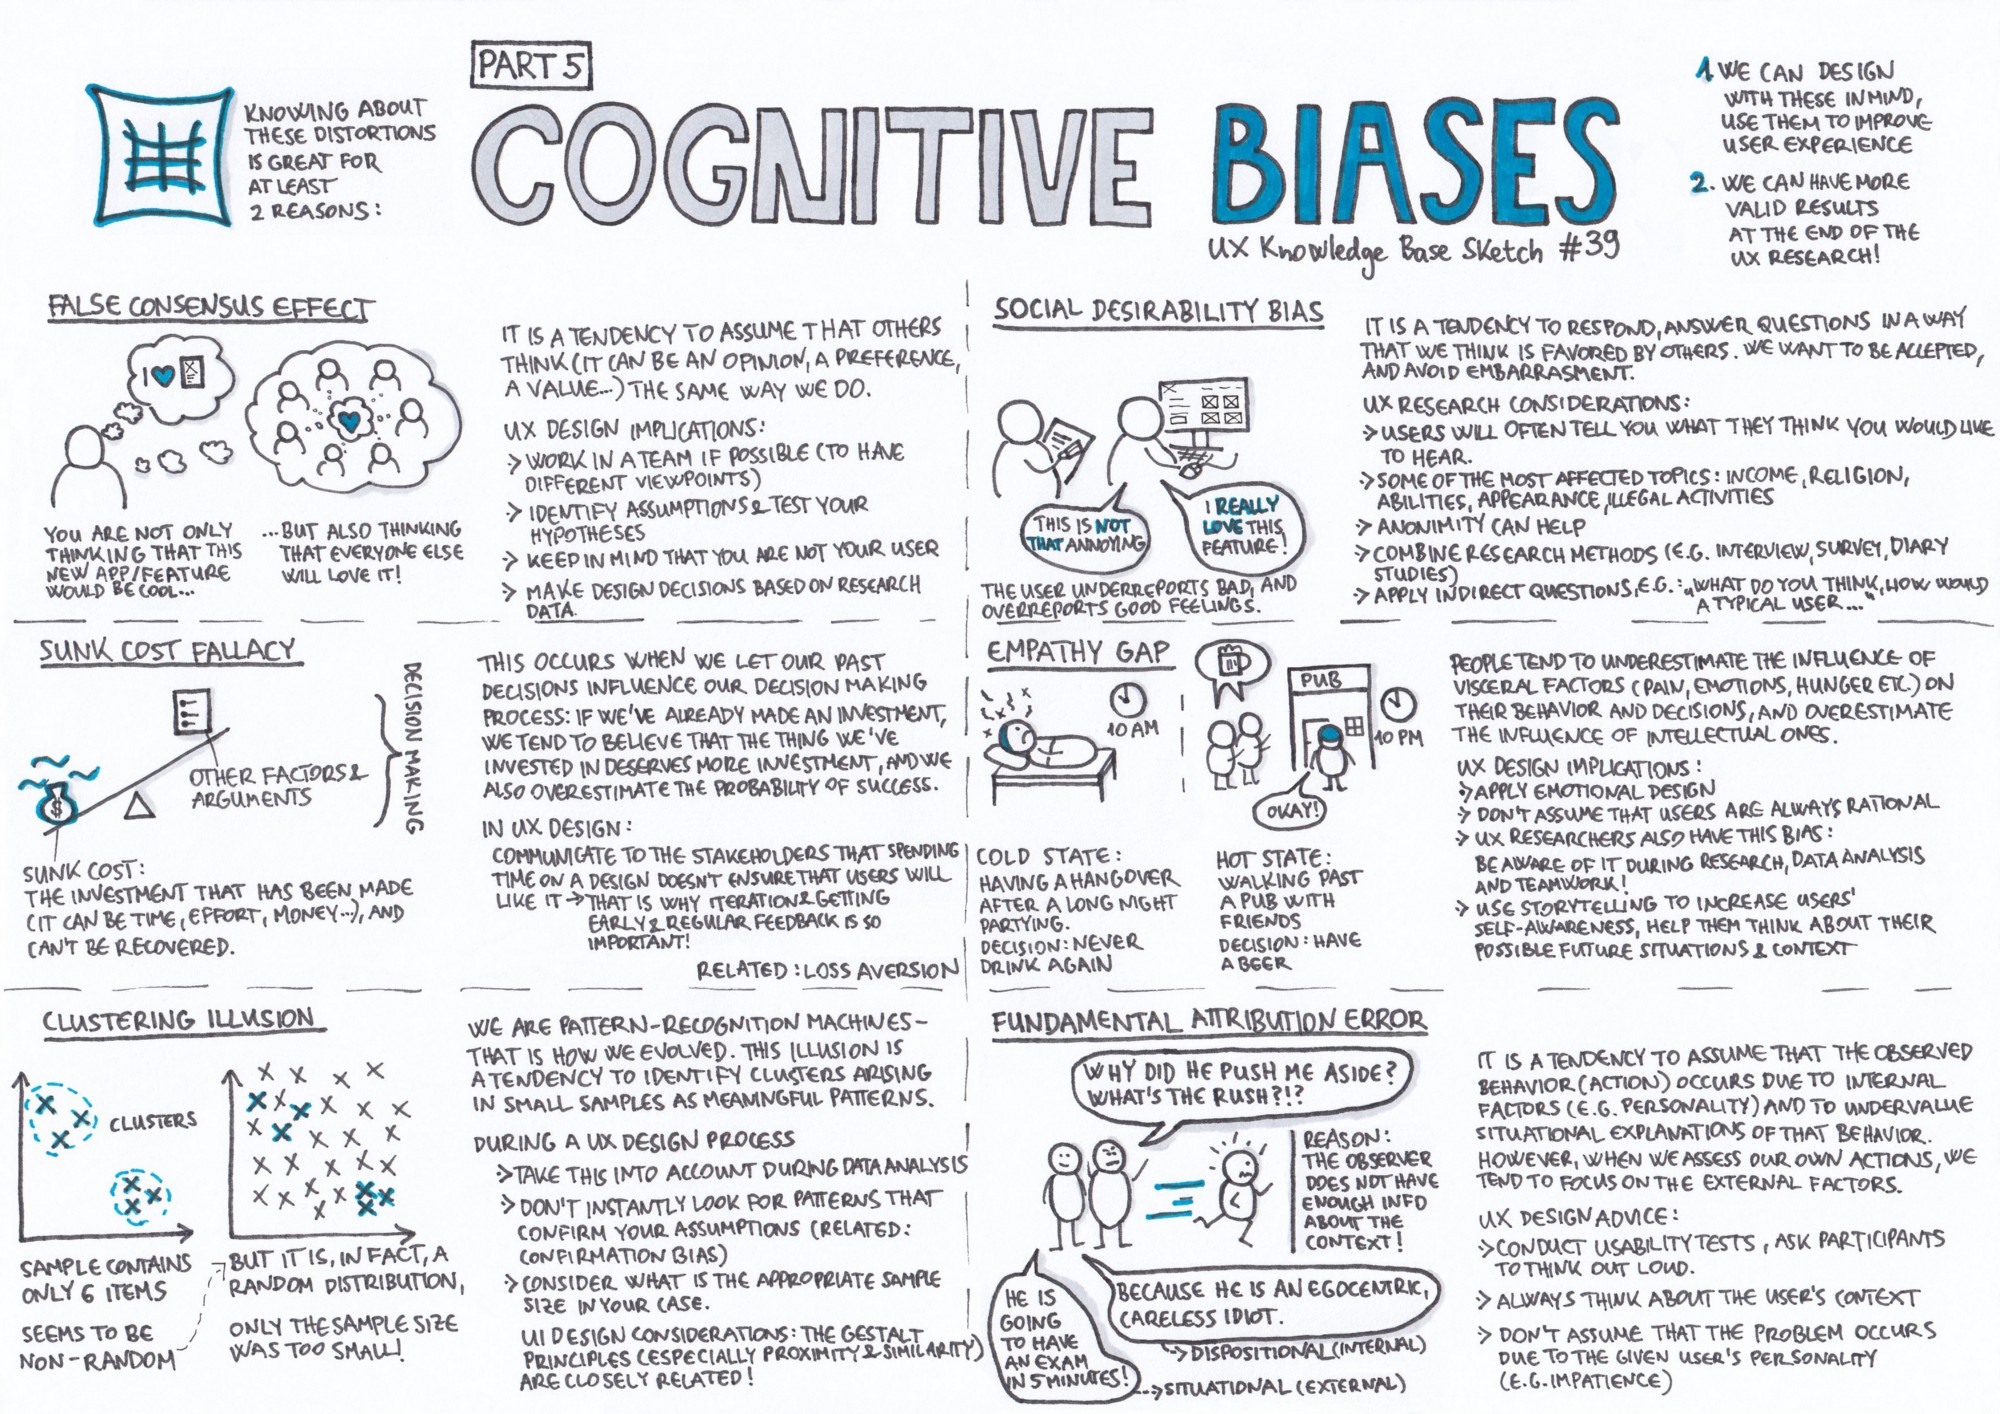 PART 5
COGNITIVE BIASES
UX Knowledge Base Sketch #39
KNOWING ABOUT
THESE DISTORTIONS
IS GREAT FOR
AT LEAST
2 REASONS:
1. WE CAN DESIGN
WITH THESE IN MIND,
USE THEM TO IMPROVE
USER EXPERIENCE
2. WE CAN HAVE MORE
VALID RESULTS
AT THE END OF THE
UX RESEARCH!
FALSE CONSENSUS EFFECT
I
YOU ARE NOT ONLY
THINKING THAT THIS
NEW APP/FEATURE
WOULD BE COOL...
...BUT ALSO THINKING
THAT EVERYONE ELSE
WILL LOVE IT!
IT IS A TENDENCY TO ASSUME THAT OTHERS
THINK (IT CAN BE AN OPINION, A PREFERENCE,
A VALUE...) THE SAME WAY WE DO.
UX DESIGN IMPLICATIONS:
> WORK IN A TEAM IF POSSIBLE (TO HAVE
DIFFERENT VIEWPOINTS)
> IDENTIFY ASSUMPTIONS & TEST YOUR
HYPOTHESES
> KEEP IN MIND THAT YOU ARE NOT YOUR USER
> MAKE DESIGN DECISIONS BASED ON RESEARCH
DATA.
SOCIAL DESIRABILITY BIAS
THIS IS NOT
THAT ANNOYING
I REALLY
LOVE THIS
FEATURE!
THE USER UNDERREPORTS BAD, AND
OVERREPORTS GOOD FEELINGS.
IT IS A TENDENCY TO RESPOND, ANSWER QUESTIONS IN A WAY
THAT WE THINK IS FAVORED BY OTHERS. WE WANT TO BE ACCEPTED,
AND AVOID EMBARRASMENT.
UX RESEARCH CONSIDERATIONS:
> USERS WILL OFTEN TELL YOU WHAT THEY THINK YOU WOULD LIKE
TO HEAR.
> SOME OF THE MOST AFFECTED TOPICS: INCOME, RELIGION,
ABILITIES, APPEARANCE, ILLEGAL ACTIVITIES
> ANONIMITY CAN HELP
> COMBINE RESEARCH METHODS (E.G. INTERVIEW, SURVEY, DIARY
STUDIES)
> APPLY INDIRECT QUESTIONS, E.G.: „WHAT DO YOU THINK, HOW WOULD
A TYPICAL USER..."
SUNK COST FALLACY
DECISION MAKING
OTHER FACTORS &
ARGUMENTS
$
SUNK COST:
THE INVESTMENT THAT HAS BEEN MADE
(IT CAN BE TIME, EFFORT, MONEY...), AND
CAN'T BE RECOVERED.
THIS OCCURS WHEN WE LET OUR PAST
DECISIONS INFLUENCE OUR DECISION MAKING
PROCESS: IF WE'VE ALREADY MADE AN INVESTMENT,
WE TEND TO BELIEVE THAT THE THING WE'VE
INVESTED IN DESERVES MORE INVESTMENT, AND WE
ALSO OVERESTIMATE THE PROBABILITY OF SUCCESS.
IN UX DESIGN:
COMMUNICATE TO THE STAKEHOLDERS THAT SPENDING
TIME ON A DESIGN DOESN'T ENSURE THAT USERS WILL
LIKE IT → THAT IS WHY ITERATION & GETTING
EARLY & REGULAR FEEDBACK IS SO
IMPORTANT!
RELATED: LOSS AVERSION
EMPATHY GAP
10 AM
PUB
10 PM
OKAY!
COLD STATE:
HAVING A HANGOVER
AFTER A LONG NIGHT
PARTYING.
DECISION: NEVER
DRINK AGAIN
HOT STATE:
WALKING PAST
A PUB WITH
FRIENDS
DECISION: HAVE
A BEER
PEOPLE TEND TO UNDERESTIMATE THE INFLUENCE OF
VISCERAL FACTORS (PAIN, EMOTIONS, HUNGER ETC.) ON
THEIR BEHAVIOR AND DECISIONS, AND OVERESTIMATE
THE INFLUENCE OF INTELLECTUAL ONES.
UX DESIGN IMPLICATIONS:
> APPLY EMOTIONAL DESIGN
> DON'T ASSUME THAT USERS ARE ALWAYS RATIONAL
> UX RESEARCHERS ALSO HAVE THIS BIAS:
BE AWARE OF IT DURING RESEARCH, DATA ANALYSIS
AND TEAMWORK!
> USE STORYTELLING TO INCREASE USERS'
SELF-AWARENESS, HELP THEM THINK ABOUT THEIR
POSSIBLE FUTURE SITUATIONS & CONTEXT
CLUSTERING ILLUSION
CLUSTERS
SAMPLE CONTAINS
ONLY 6 ITEMS
SEEMS TO BE
NON-RANDOM
BUT IT IS, IN FACT, A
RANDOM DISTRIBUTION,
ONLY THE SAMPLE SIZE
WAS TOO SMALL!
WE ARE PATTERN-RECOGNITION MACHINES-
THAT IS HOW WE EVOLVED. THIS ILLUSION IS
A TENDENCY TO IDENTIFY CLUSTERS ARISING
IN SMALL SAMPLES AS MEANINGFUL PATTERNS.
DURING A UX DESIGN PROCESS
> TAKE THIS INTO ACCOUNT DURING DATA ANALYSIS
> DON'T INSTANTLY LOOK FOR PATTERNS THAT
CONFIRM YOUR ASSUMPTIONS (RELATED:
CONFIRMATION BIAS)
> CONSIDER WHAT IS THE APPROPRIATE SAMPLE
SIZE IN YOUR CASE.
UI DESIGN CONSIDERATIONS: THE GESTALT
PRINCIPLES (ESPECIALLY PROXIMITY & SIMILARITY)
ARE CLOSELY RELATED!
FUNDAMENTAL ATTRIBUTION ERROR
WHY DID HE PUSH ME ASIDE?
WHAT'S THE RUSH?!?
REASON:
THE OBSERVER
DOES NOT HAVE
ENOUGH INFO
ABOUT THE
CONTEXT!
HE IS
GOING
TO HAVE
AN EXAM
IN 5 MINUTES!
BECAUSE HE IS AN EGOCENTRIC,
CARELESS IDIOT.
→ DISPOSITIONAL (INTERNAL)
→ SITUATIONAL (EXTERNAL)
IT IS A TENDENCY TO ASSUME THAT THE OBSERVED
BEHAVIOR (ACTION) OCCURS DUE TO INTERNAL
FACTORS (E.G. PERSONALITY) AND TO UNDERVALUE
SITUATIONAL EXPLANATIONS OF THAT BEHAVIOR.
HOWEVER, WHEN WE ASSESS OUR OWN ACTIONS, WE
TEND TO FOCUS ON THE EXTERNAL FACTORS.
UX DESIGN ADVICE:
> CONDUCT USABILITY TESTS, ASK PARTICIPANTS
TO THINK OUT LOUD.
> ALWAYS THINK ABOUT THE USER'S CONTEXT
> DON'T ASSUME THAT THE PROBLEM OCCURS
DUE TO THE GIVEN USER'S PERSONALITY
(E.G. IMPATIENCE)